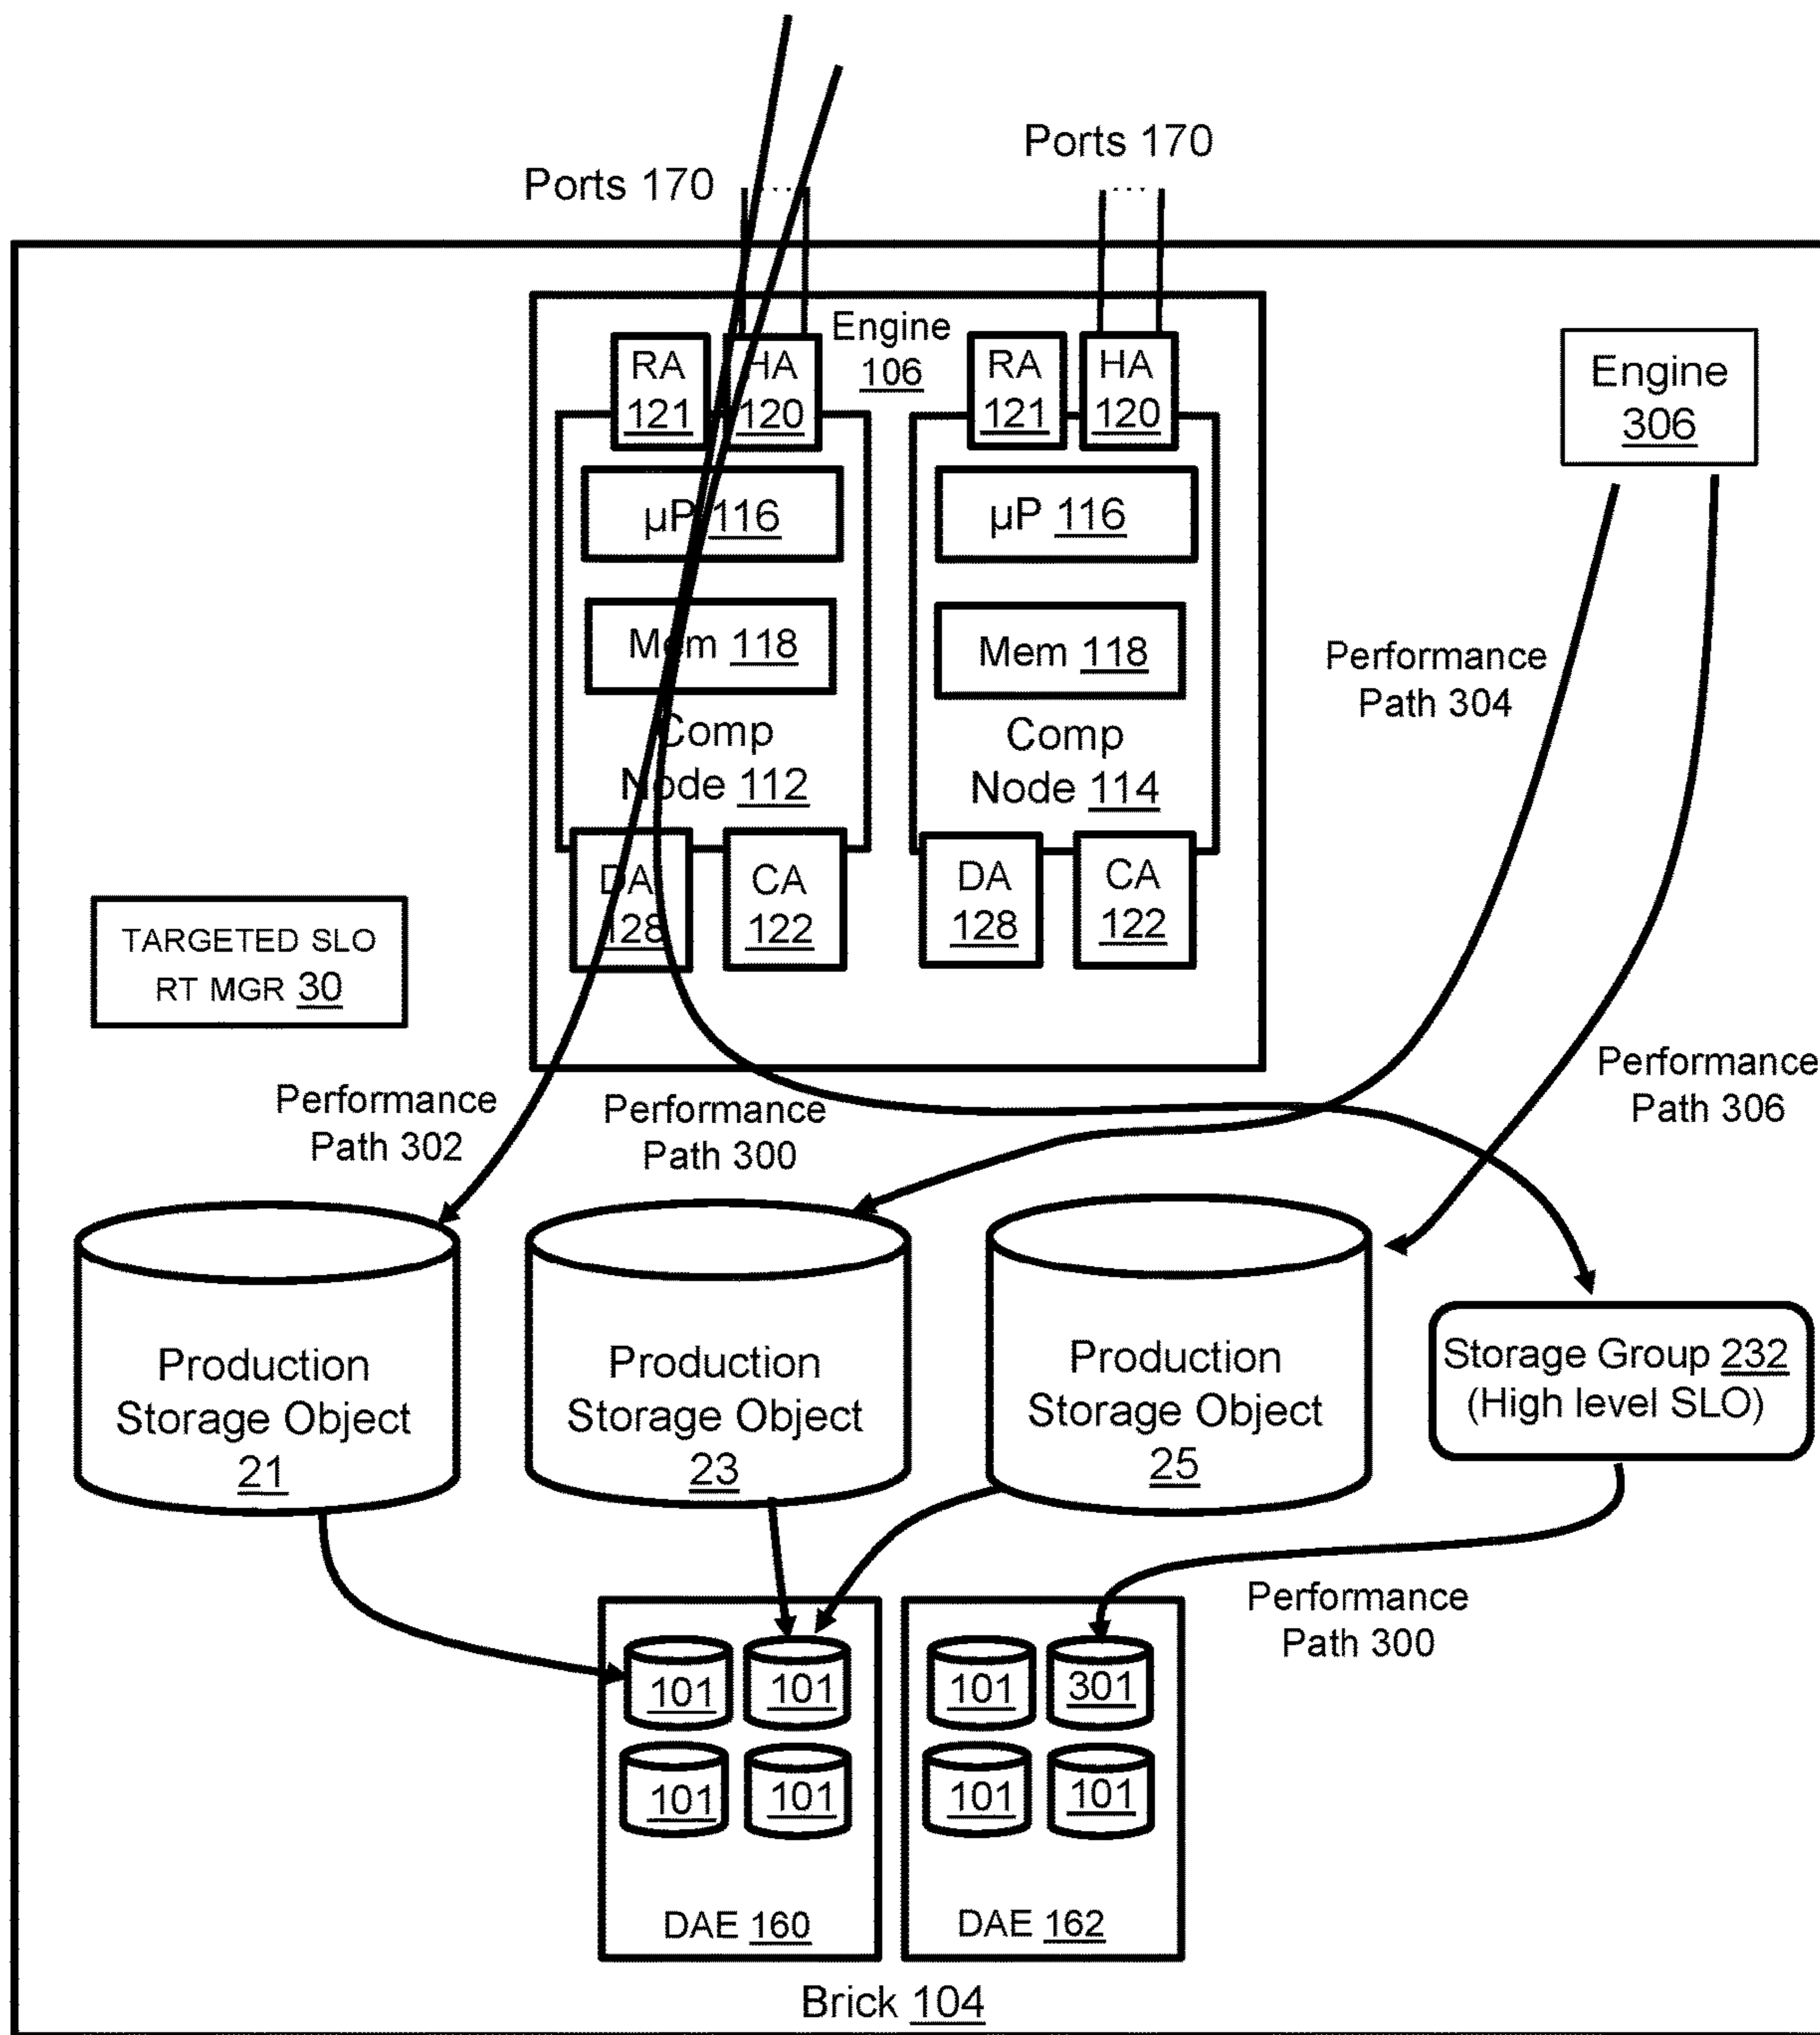 Ports 170
Ports 170
Engine
106
RA
121
HA
120
RA
121
HA
120
Engine
306
µP 116
µP 116
Mem 118
Mem 118
Performance
Path 304
Comp
Node 112
Comp
Node 114
DA
128
CA
122
DA
128
CA
122
TARGETED SLO
RT MGR 30
Performance
Path 306
Performance
Path 302
Performance
Path 300
Production
Storage Object
21
Production
Storage Object
23
Production
Storage Object
25
Storage Group 232
(High level SLO)
Performance
Path 300
101
101
101
301
101
101
101
101
DAE 160
DAE 162
Brick 104